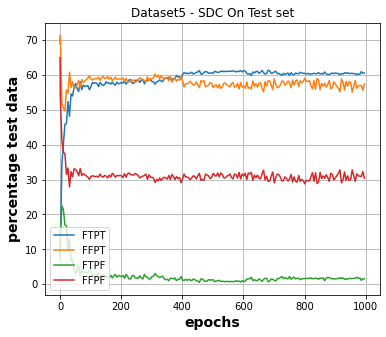 Dataset5 - SDC On Test set
percentage test data
70
60
50
40
30
20
10
0
FTPT
FFPT
FTPF
FFPF
0 200 400 600 800 1000
epochs